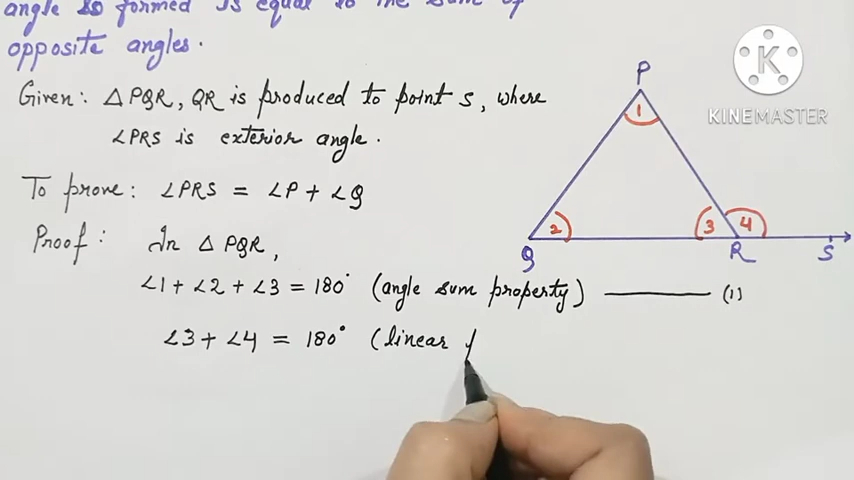 angle so formed is equal to the sum of
opposite angles.
Given: △PQR, QR is produced to point S, where
∠PRS is exterior angle.
To prove: ∠PRS = ∠P + ∠Q
Proof: In △PQR,
∠1 + ∠2 + ∠3 = 180° (angle sum property) ——— (1)
∠3 + ∠4 = 180° (linear
P
1
2
3
4
Q
R
S
K
KINEMASTER